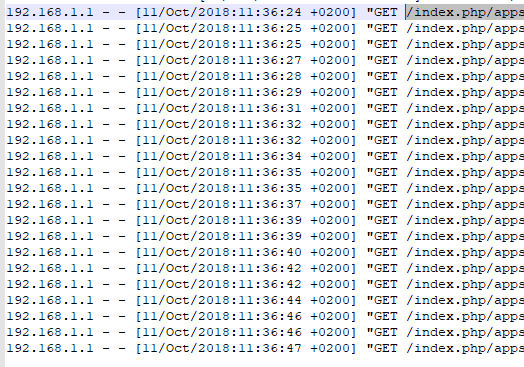 192.168.1.1 - - [11/Oct/2018:11:36:24 +0200] "GET /index.php/apps
192.168.1.1 - - [11/Oct/2018:11:36:25 +0200] "GET /index.php/apps
192.168.1.1 - - [11/Oct/2018:11:36:25 +0200] "GET /index.php/apps
192.168.1.1 - - [11/Oct/2018:11:36:27 +0200] "GET /index.php/apps
192.168.1.1 - - [11/Oct/2018:11:36:28 +0200] "GET /index.php/apps
192.168.1.1 - - [11/Oct/2018:11:36:29 +0200] "GET /index.php/apps
192.168.1.1 - - [11/Oct/2018:11:36:31 +0200] "GET /index.php/apps
192.168.1.1 - - [11/Oct/2018:11:36:32 +0200] "GET /index.php/apps
192.168.1.1 - - [11/Oct/2018:11:36:32 +0200] "GET /index.php/apps
192.168.1.1 - - [11/Oct/2018:11:36:34 +0200] "GET /index.php/apps
192.168.1.1 - - [11/Oct/2018:11:36:35 +0200] "GET /index.php/apps
192.168.1.1 - - [11/Oct/2018:11:36:35 +0200] "GET /index.php/apps
192.168.1.1 - - [11/Oct/2018:11:36:37 +0200] "GET /index.php/apps
192.168.1.1 - - [11/Oct/2018:11:36:39 +0200] "GET /index.php/apps
192.168.1.1 - - [11/Oct/2018:11:36:39 +0200] "GET /index.php/apps
192.168.1.1 - - [11/Oct/2018:11:36:40 +0200] "GET /index.php/apps
192.168.1.1 - - [11/Oct/2018:11:36:42 +0200] "GET /index.php/apps
192.168.1.1 - - [11/Oct/2018:11:36:42 +0200] "GET /index.php/apps
192.168.1.1 - - [11/Oct/2018:11:36:44 +0200] "GET /index.php/apps
192.168.1.1 - - [11/Oct/2018:11:36:46 +0200] "GET /index.php/apps
192.168.1.1 - - [11/Oct/2018:11:36:46 +0200] "GET /index.php/apps
192.168.1.1 - - [11/Oct/2018:11:36:47 +0200] "GET /index.php/apps